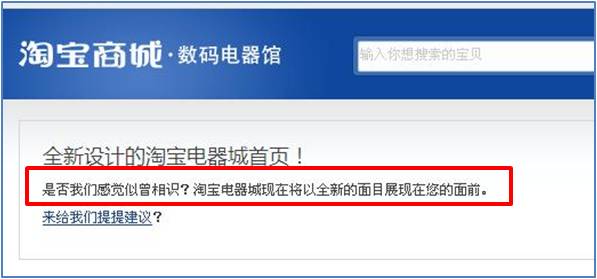 淘宝商城·数码电器馆
输入你想搜索的宝贝
全新设计的淘宝电器城首页！
是否我们感觉似曾相识？淘宝电器城现在将以全新的面目展现在您的面前。
来给我们提提建议？